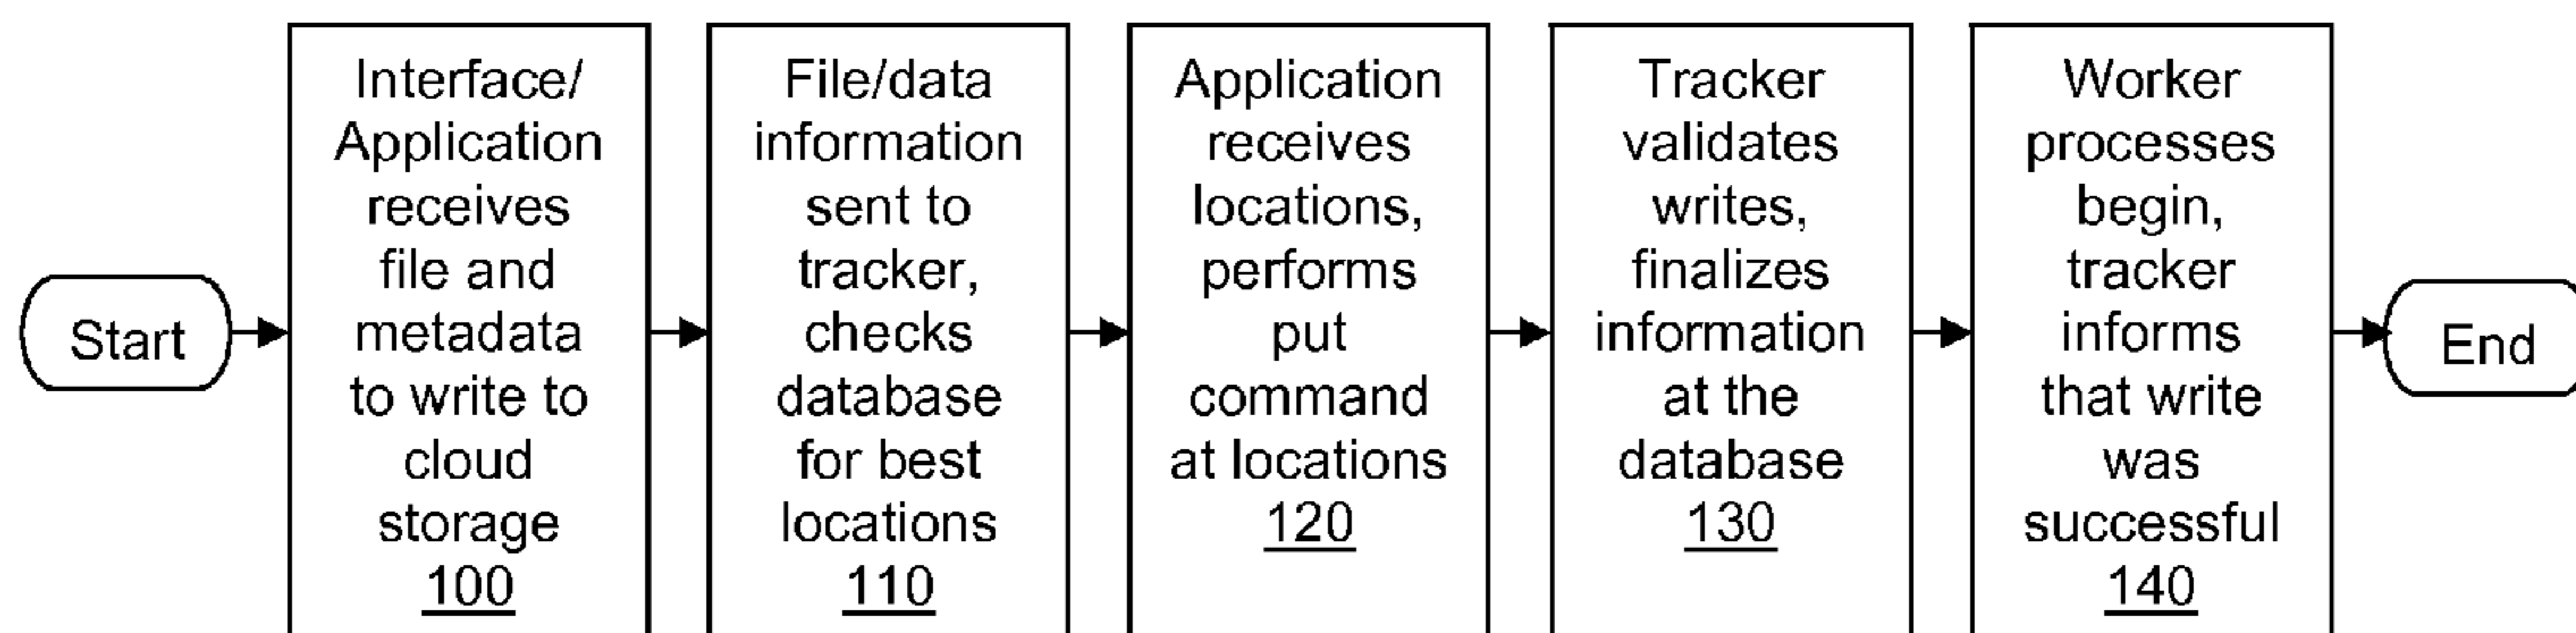 Start
Interface/
Application
receives
file and
metadata
to write to
cloud
storage
100
File/data
information
sent to
tracker,
checks
database
for best
locations
110
Application
receives
locations,
performs
put
command
at locations
120
Tracker
validates
writes,
finalizes
information
at the
database
130
Worker
processes
begin,
tracker
informs
that write
was
successful
140
End